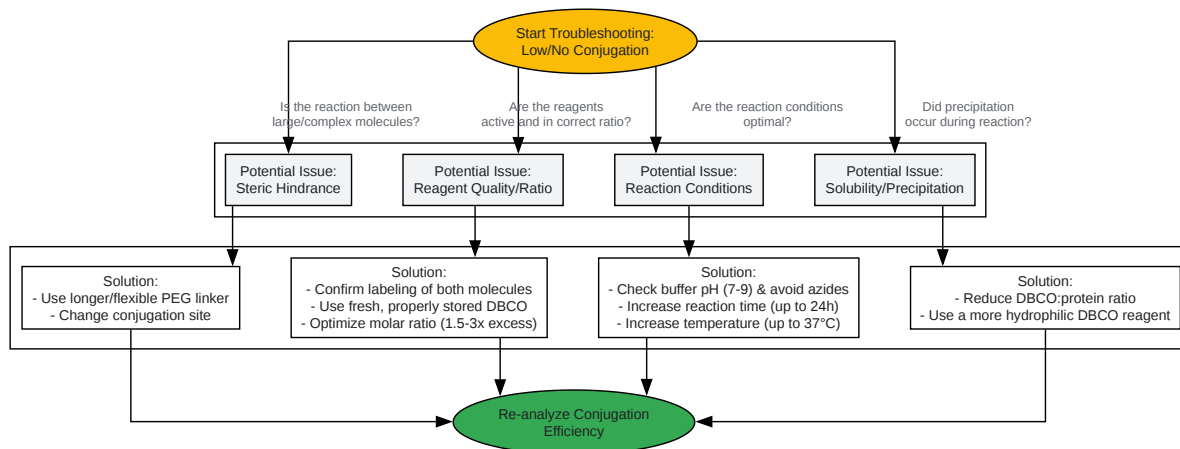 Start Troubleshooting:
Low/No Conjugation
Is the reaction between
large/complex molecules?
Are the reagents
active and in correct ratio?
Are the reaction conditions
optimal?
Did precipitation
occur during reaction?
Potential Issue:
Steric Hindrance
Potential Issue:
Reagent Quality/Ratio
Potential Issue:
Reaction Conditions
Potential Issue:
Solubility/Precipitation
Solution:
- Use longer/flexible PEG linker
- Change conjugation site
Solution:
- Confirm labeling of both molecules
- Use fresh, properly stored DBCO
- Optimize molar ratio (1.5-3x excess)
Solution:
- Check buffer pH (7-9) & avoid azides
- Increase reaction time (up to 24h)
- Increase temperature (up to 37°C)
Solution:
- Reduce DBCO:protein ratio
- Use a more hydrophilic DBCO reagent
Re-analyze Conjugation
Efficiency